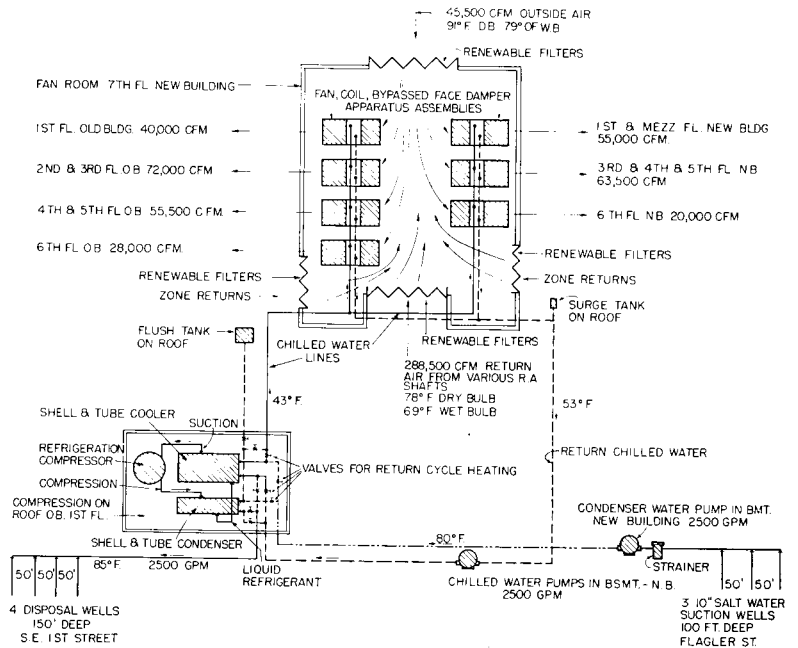 45,500 CFM OUTSIDE AIR
91°F. DB 79°OF W.B
RENEWABLE FILTERS
FAN ROOM 7TH FL NEW BUILDING
FAN, COIL, BYPASSED FACE DAMPER
APPARATUS ASSEMBLIES
1ST FL. OLD BLDG. 40,000 CFM
1ST & MEZZ FL. NEW BLDG
55,000 CFM.
2ND & 3RD FL. O B 72,000 CFM
3RD & 4TH & 5TH FL NB
63,500 CFM
4TH & 5TH FL OB 55,500 CFM.
6TH FL NB 20,000 CFM
6TH FL OB 28,000 CFM.
RENEWABLE FILTERS
RENEWABLE FILTERS
ZONE RETURNS
ZONE RETURNS
SURGE TANK
ON ROOF
FLUSH TANK
ON ROOF
CHILLED WATER
LINES
RENEWABLE FILTERS
288,500 CFM RETURN
AIR FROM VARIOUS R.A
SHAFTS
78°F DRY BULB
69°F WET BULB
43°F.
53°F.
SHELL & TUBE COOLER
SUCTION
REFRIGERATION
COMPRESSOR
VALVES FOR RETURN CYCLE HEATING
RETURN CHILLED WATER
COMPRESSION
COMPRESSION ON
ROOF OB. 1ST FL.
CONDENSER WATER PUMP IN BMT.
NEW BUILDING 2500 GPM
SHELL & TUBE CONDENSER
80°F.
85°F.
2500 GPM
LIQUID
REFRIGERANT
CHILLED WATER PUMPS IN BSMT.-N.B.
2500 GPM
STRAINER
50' 50' 50'
50' 50'
4 DISPOSAL WELLS
150' DEEP
S.E. 1ST STREET
3 10" SALT WATER
SUCTION WELLS
100 FT. DEEP
FLAGLER ST.